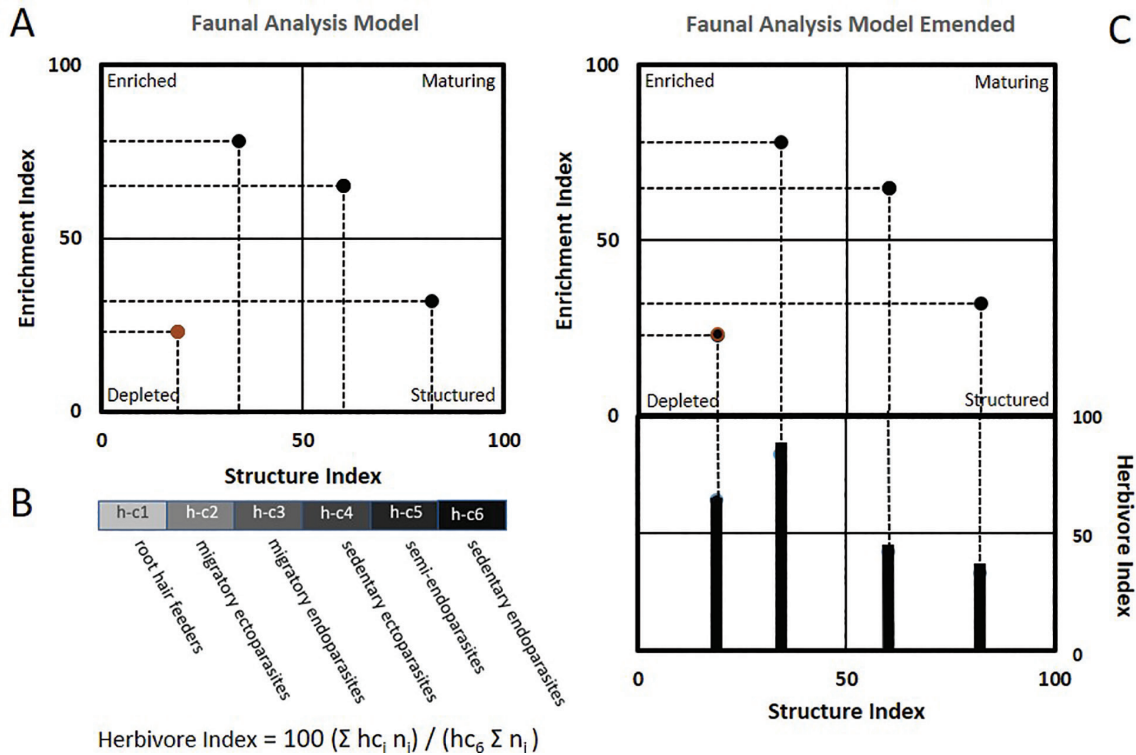 A
Faunal Analysis Model
100
Enriched
Maturing
Enrichment Index
50
Depleted
Structured
0
0
50
100
Structure Index
B
h-c1
h-c2
h-c3
h-c4
h-c5
h-c6
root hair feeders
migratory ectoparasites
migratory endoparasites
sedentary ectoparasites
semi-endoparasites
sedentary endoparasites
Herbivore Index = 100 (Σ hcᵢ nᵢ) / (hc₆ Σ nᵢ)
Faunal Analysis Model Emended
C
100
Enriched
Maturing
Enrichment Index
50
Depleted
Structured
0
100
50
0
Herbivore Index
0
50
100
Structure Index